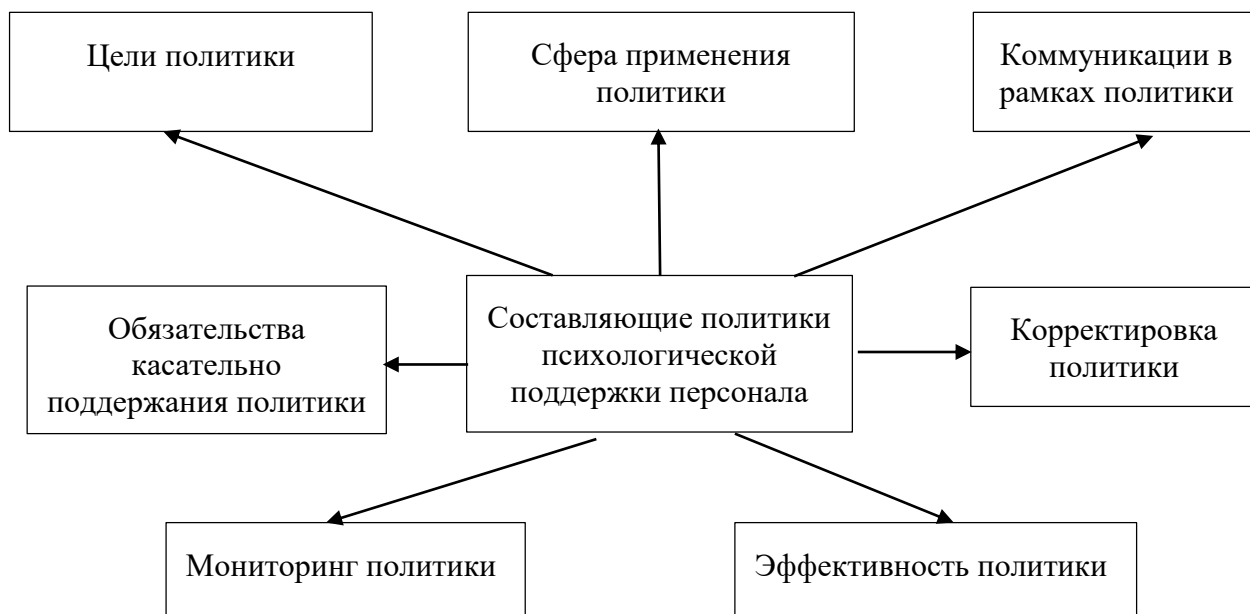 Цели политики
Сфера применения
политики
Коммуникации в
рамках политики
Обязательства
касательно
поддержания политики
Составляющие политики
психологической
поддержки персонала
Корректировка
политики
Мониторинг политики
Эффективность политики